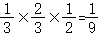 1/3 × 2/3 × 1/2 = 1/9